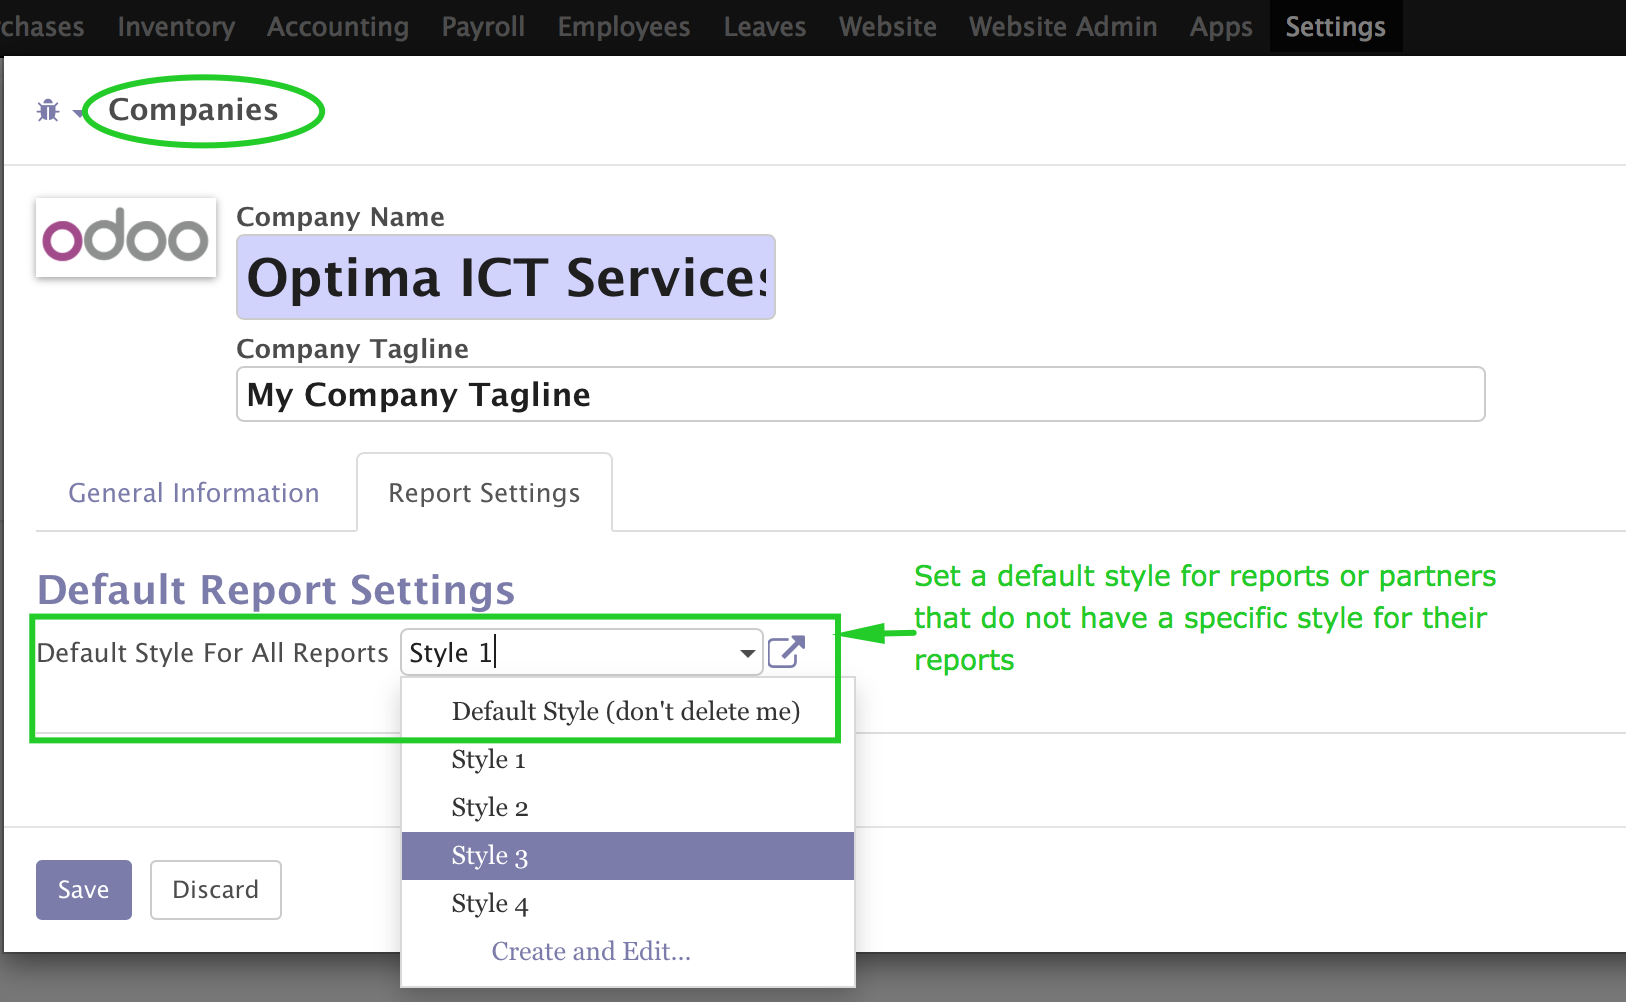 chases Inventory Accounting Payroll Employees Leaves Website Website Admin Apps Settings
Companies
odoo
Company Name
Optima ICT Services
Company Tagline
My Company Tagline
General Information Report Settings
Default Report Settings
Set a default style for reports or partners
that do not have a specific style for their
reports
Default Style For All Reports Style 1
Default Style (don't delete me)
Style 1
Style 2
Style 3
Style 4
Create and Edit...
Save Discard